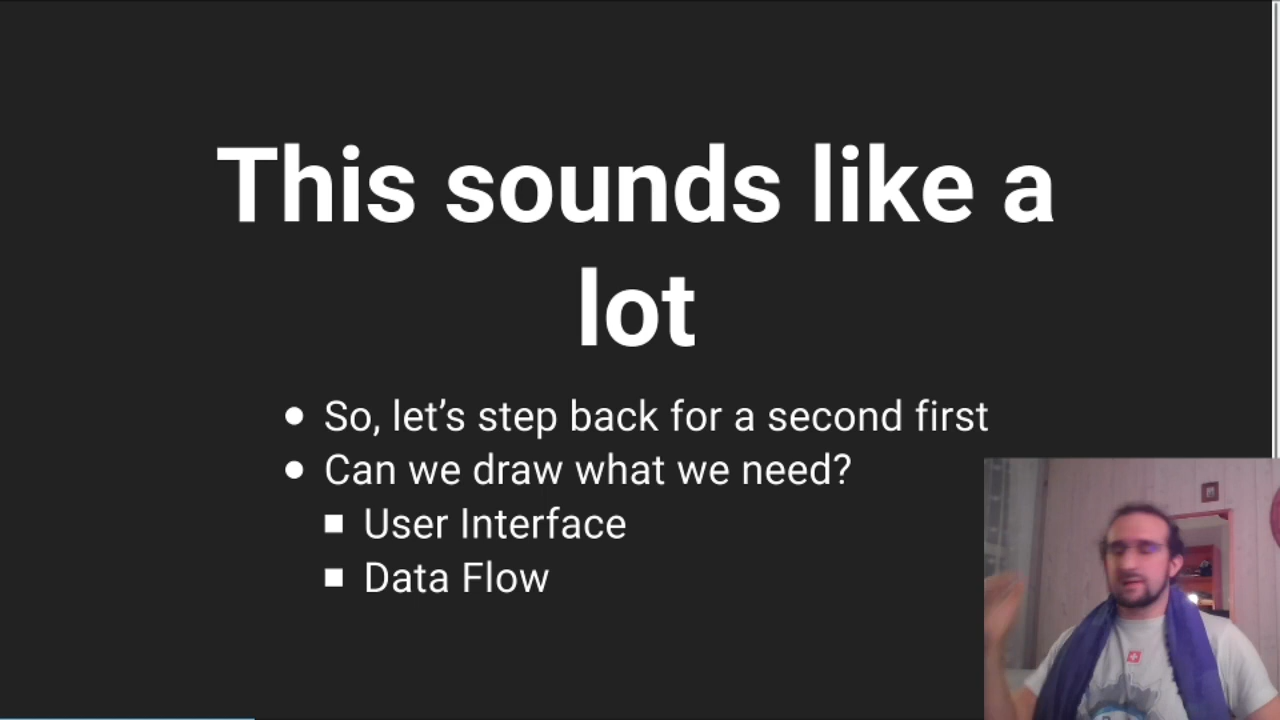 This sounds like a
lot
So, let’s step back for a second first
Can we draw what we need?
User Interface
Data Flow